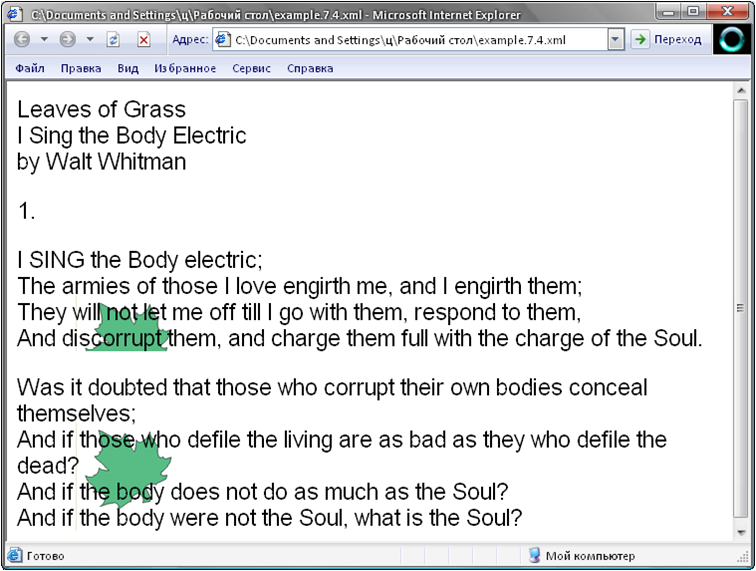 C:\Documents and Settings\ц\Рабочий стол\example.7.4.xml - Microsoft Internet Explorer
Адрес: C:\Documents and Settings\ц\Рабочий стол\example.7.4.xml Переход
Файл Правка Вид Избранное Сервис Справка
Leaves of Grass
I Sing the Body Electric
by Walt Whitman
1.
I SING the Body electric;
The armies of those I love engirth me, and I engirth them;
They will not let me off till I go with them, respond to them,
And discorrupt them, and charge them full with the charge of the Soul.
Was it doubted that those who corrupt their own bodies conceal
themselves;
And if those who defile the living are as bad as they who defile the
dead?
And if the body does not do as much as the Soul?
And if the body were not the Soul, what is the Soul?
Готово Мой компьютер